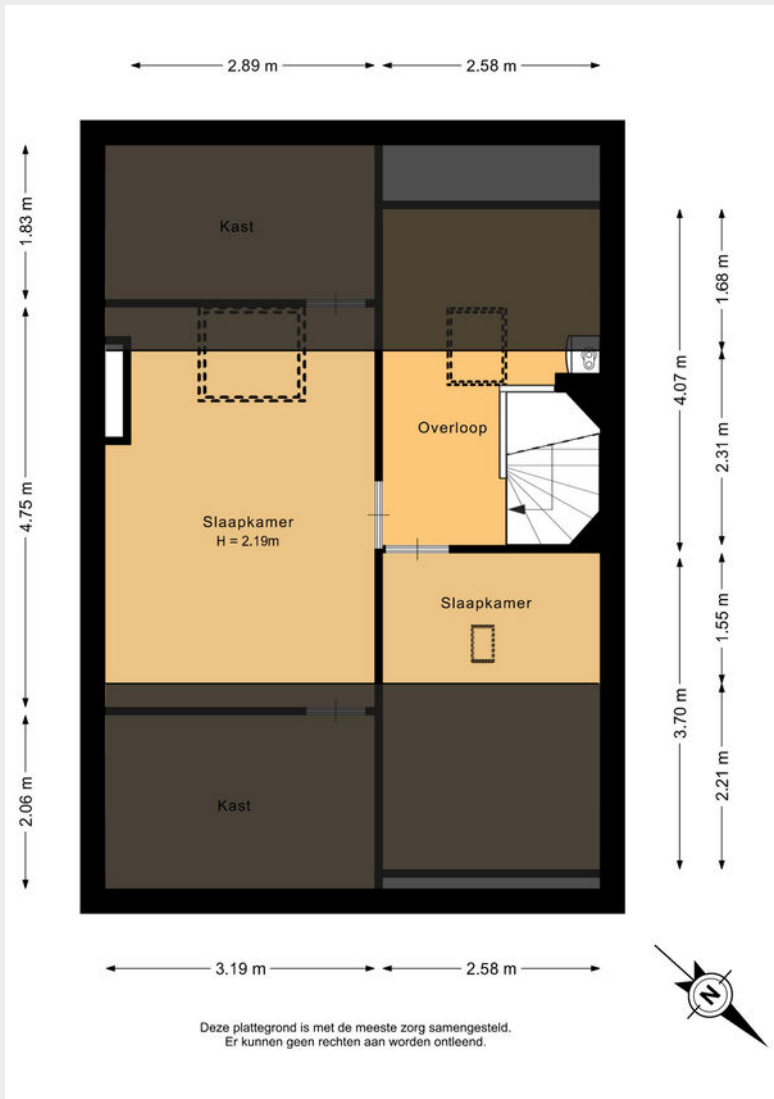 2.89 m
2.58 m
1.83 m
4.75 m
2.06 m
Kast
Overloop
Slaapkamer
H = 2.19m
Slaapkamer
Kast
4.07 m
3.70 m
1.68 m
2.31 m
1.55 m
2.21 m
3.19 m
2.58 m
N
Deze plattegrond is met de meeste zorg samengesteld.
Er kunnen geen rechten aan worden ontleend.